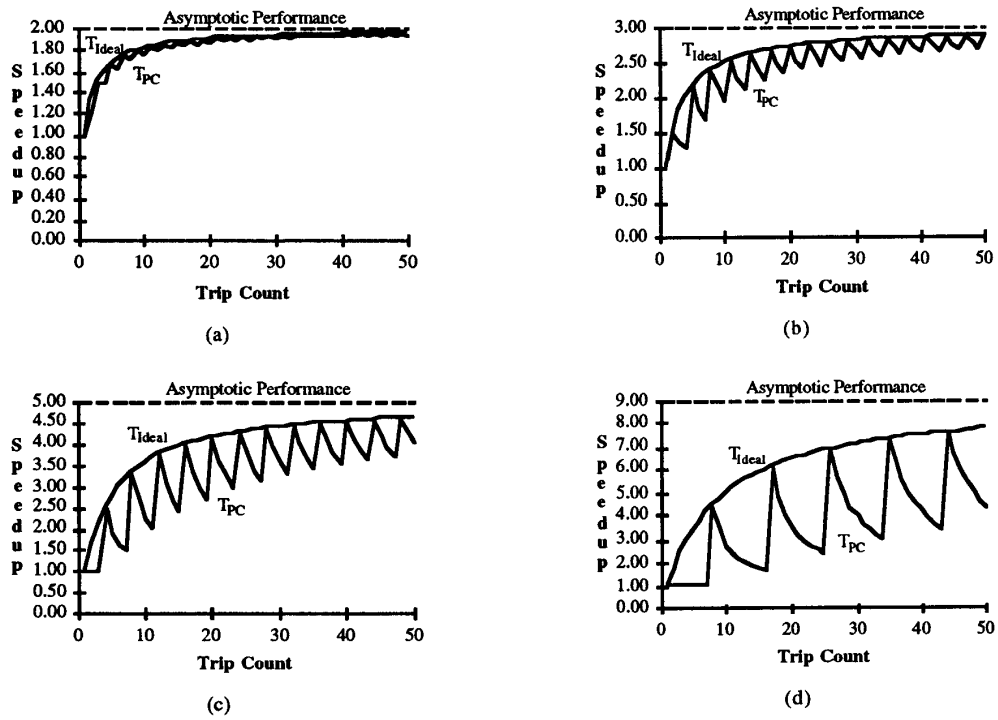 Asymptotic Performance
Speedup
2.00
1.80
1.60
1.40
1.20
1.00
0.80
0.60
0.40
0.20
0.00
TIdeal
TPC
0 10 20 30 40 50
Trip Count
(a)
Asymptotic Performance
Speedup
3.00
2.50
2.00
1.50
1.00
0.50
0.00
TIdeal
TPC
0 10 20 30 40 50
Trip Count
(b)
Asymptotic Performance
Speedup
5.00
4.50
4.00
3.50
3.00
2.50
2.00
1.50
1.00
0.50
0.00
TIdeal
TPC
0 10 20 30 40 50
Trip Count
(c)
Asymptotic Performance
Speedup
9.00
8.00
7.00
6.00
5.00
4.00
3.00
2.00
1.00
0.00
TIdeal
TPC
0 10 20 30 40 50
Trip Count
(d)